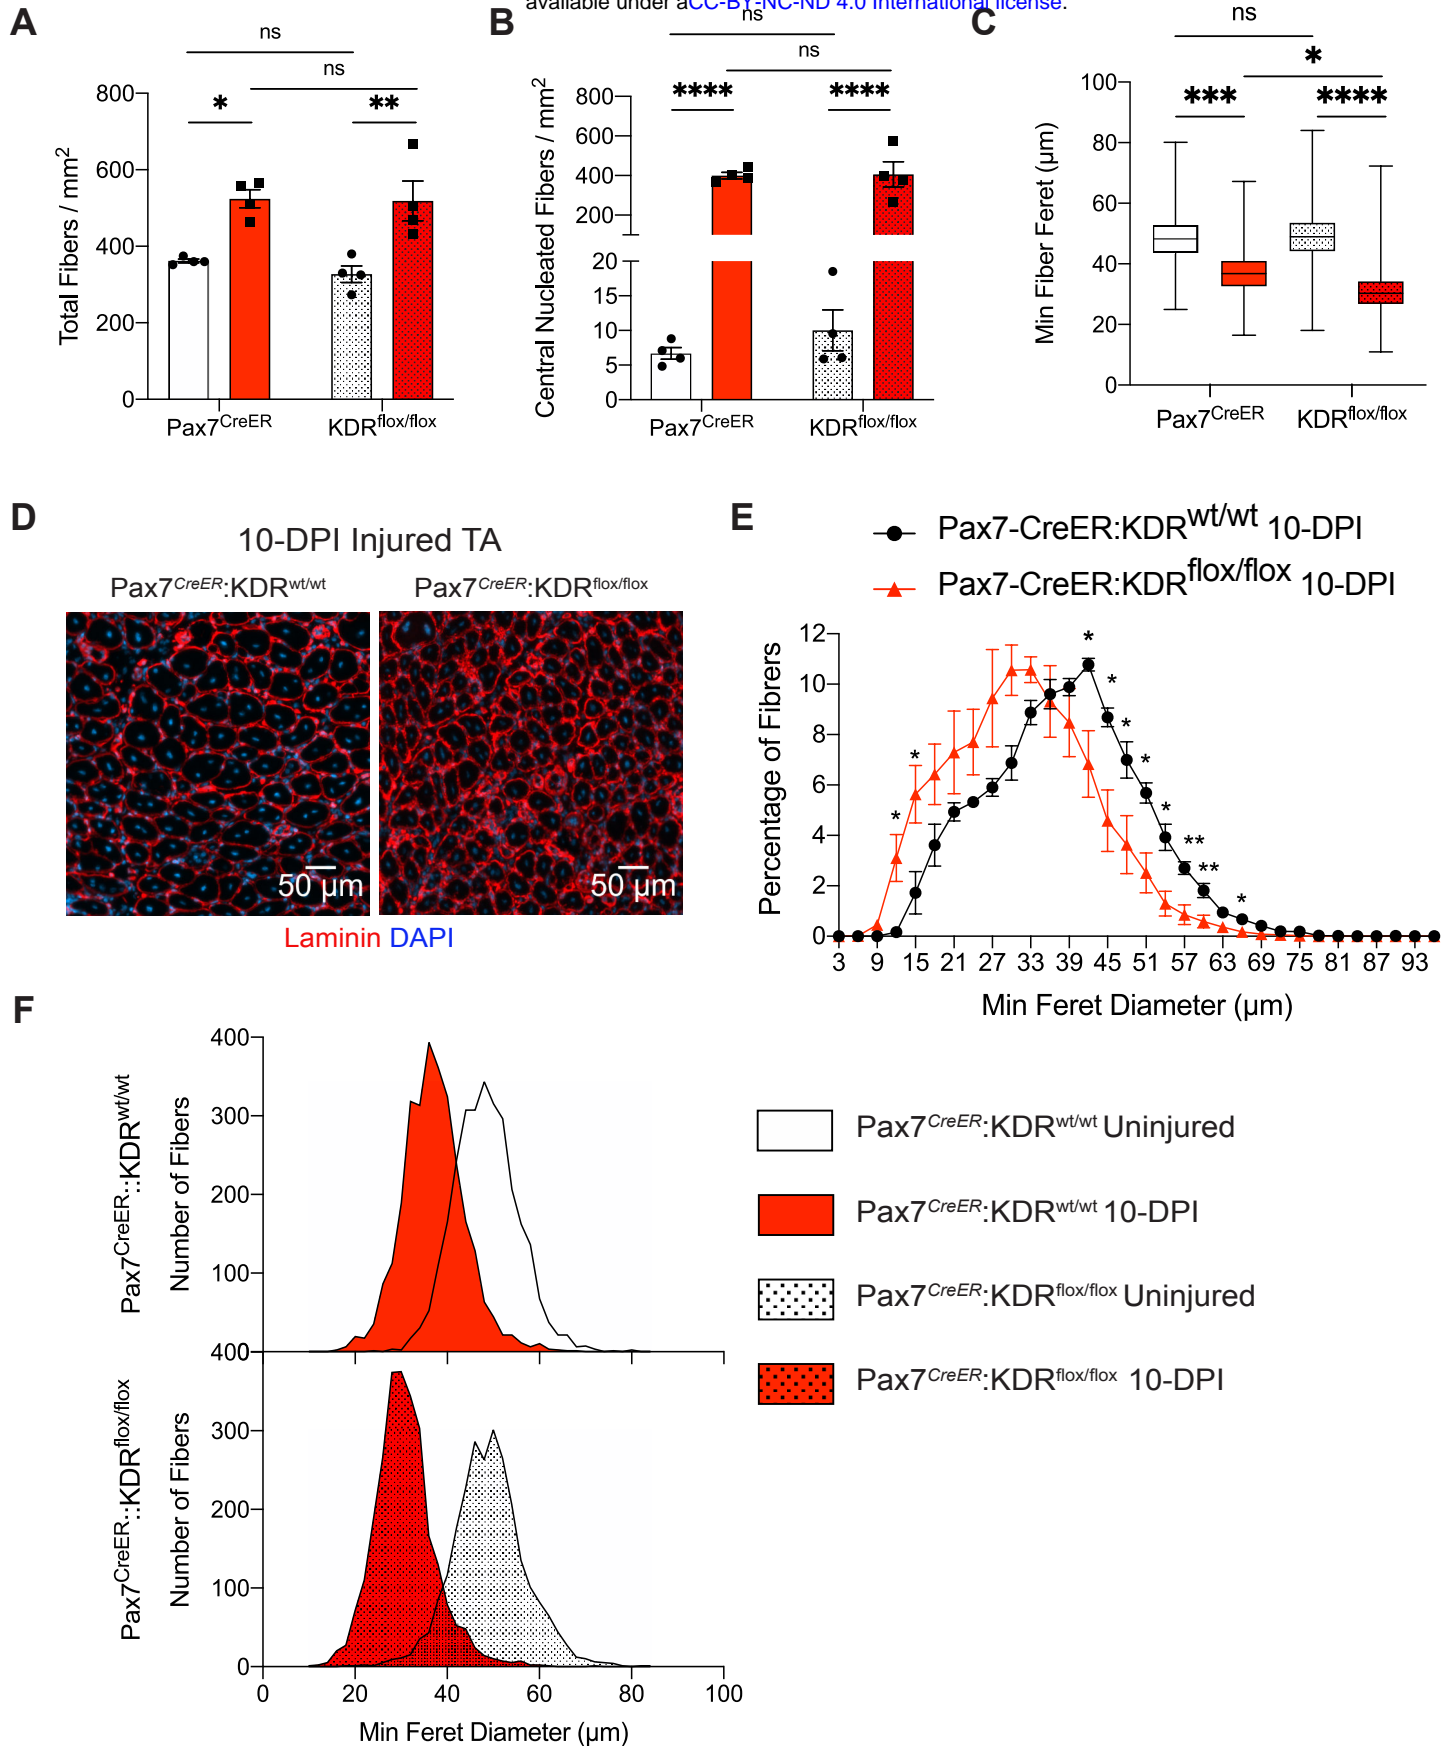 available under aCC-BY-NC-ND 4.0 International license.
A
ns
ns
*
**
Total Fibers / mm2
800
600
400
200
0
Pax7CreER
KDRflox/flox
B
ns
ns
****
****
Central Nucleated Fibers / mm2
800
600
400
200
20
15
10
5
0
Pax7CreER
KDRflox/flox
C
ns
*
***
****
Min Fiber Feret (µm)
100
80
60
40
20
0
Pax7CreER
KDRflox/flox
D
10-DPI Injured TA
Pax7CreER:KDRwt/wt
Pax7CreER:KDRflox/flox
50 µm
50 µm
Laminin DAPI
E
Pax7-CreER:KDRwt/wt 10-DPI
Pax7-CreER:KDRflox/flox 10-DPI
Percentage of Fibrers
12
10
8
6
4
2
0
* * * * * * * ** ** *
3 9 15 21 27 33 39 45 51 57 63 69 75 81 87 93
Min Feret Diameter (µm)
F
Pax7CreER::KDRwt/wt
Number of Fibers
400
300
200
100
0
Pax7CreER::KDRflox/flox
Number of Fibers
400
300
200
100
0
0 20 40 60 80 100
Min Feret Diameter (µm)
Pax7CreER:KDRwt/wt Uninjured
Pax7CreER:KDRwt/wt 10-DPI
Pax7CreER:KDRflox/flox Uninjured
Pax7CreER:KDRflox/flox 10-DPI